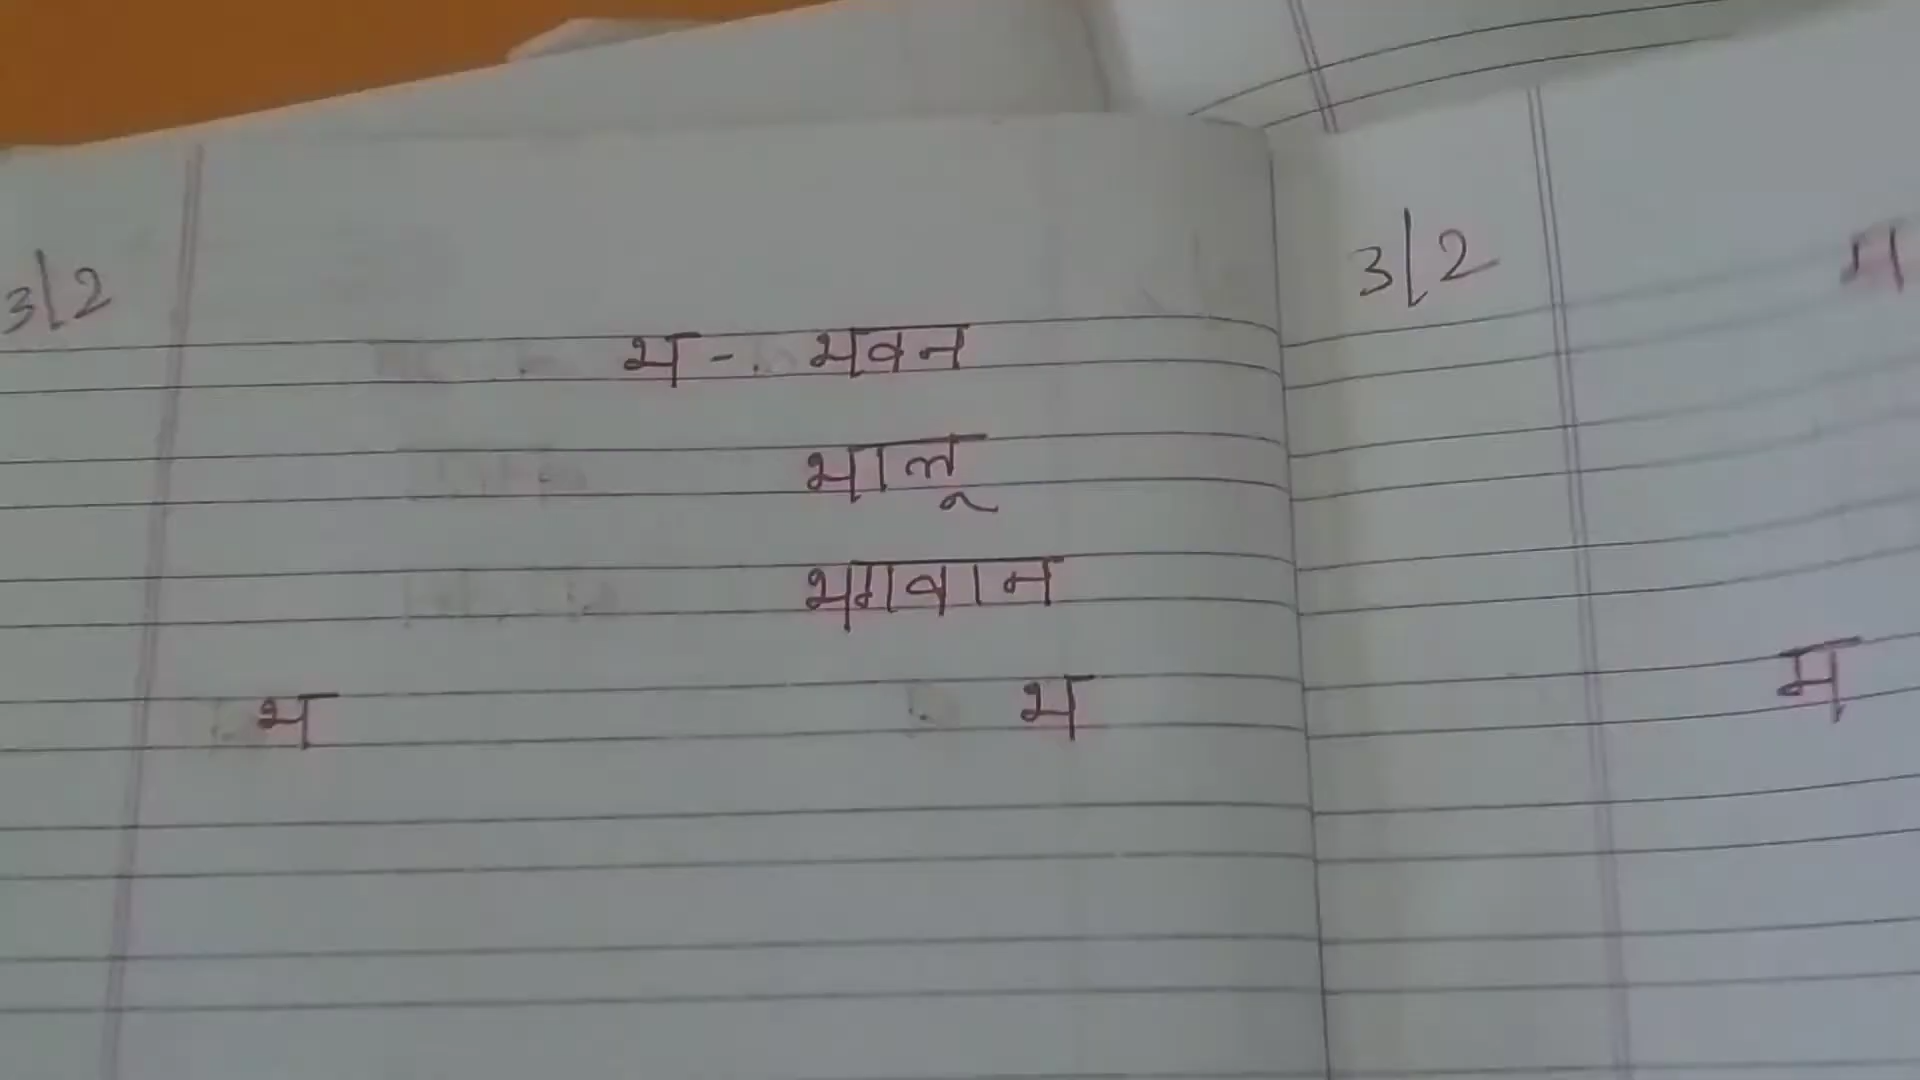 3/2
भ - भवन
भालू
भगवान
भ भ
3/2
म
म